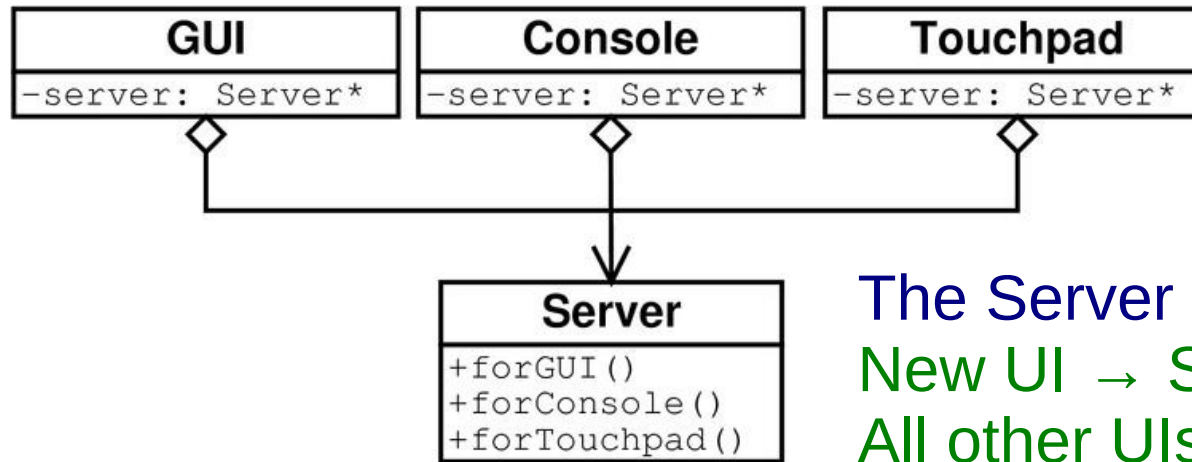 GUI Console Touchpad
-server: Server* -server: Server* -server: Server*
Server
+forGUI()
+forConsole()
+forTouchpad()
The Server
New UI → S
All other UIs